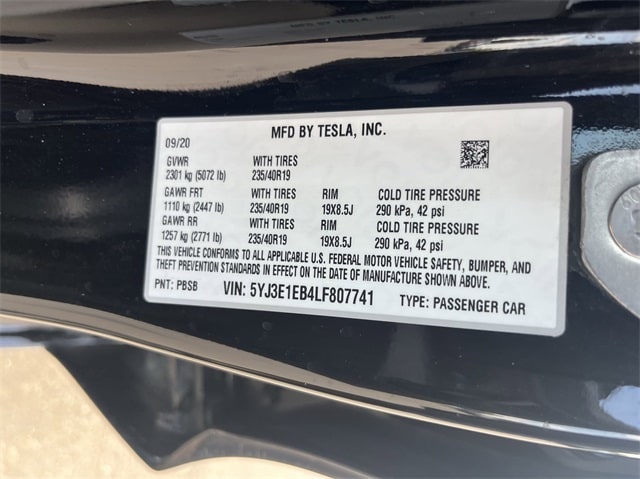 MFD BY TESLA, INC.
09/20
GVWR WITH TIRES
2301 kg (5072 lb) 235/40R19
GAWR FRT WITH TIRES RIM COLD TIRE PRESSURE
1110 kg (2447 lb) 235/40R19 19X8.5J 290 kPa, 42 psi
GAWR RR WITH TIRES RIM COLD TIRE PRESSURE
1257 kg (2771 lb) 235/40R19 19X8.5J 290 kPa, 42 psi
THIS VEHICLE CONFORMS TO ALL APPLICABLE U.S. FEDERAL MOTOR VEHICLE SAFETY, BUMPER, AND
THEFT PREVENTION STANDARDS IN EFFECT ON THE DATE OF MANUFACTURE SHOWN ABOVE.
PNT: PBSB VIN: 5YJ3E1EB4LF807741 TYPE: PASSENGER CAR